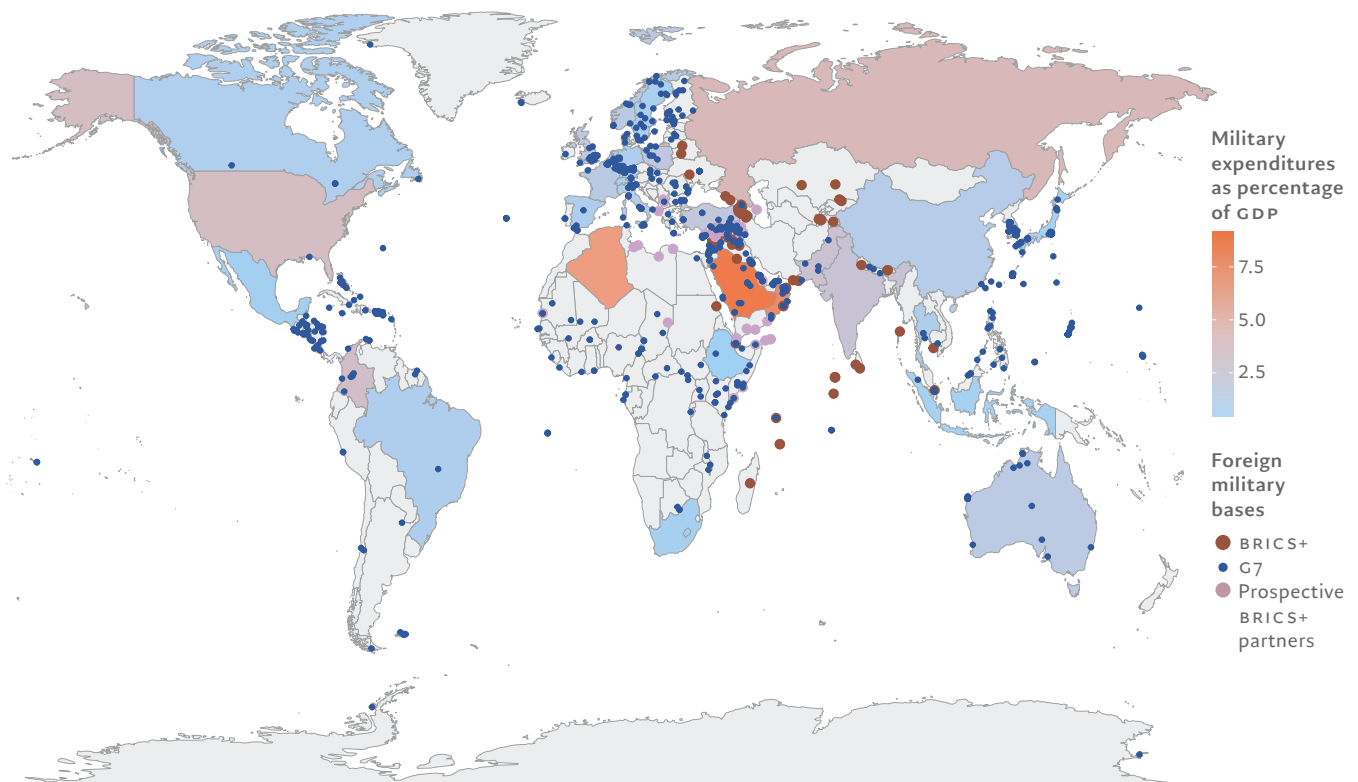 Military
expenditures
as percentage
of GDP
7.5
5.0
2.5
Foreign
military
bases
BRICS+
G7
Prospective
BRICS+
partners